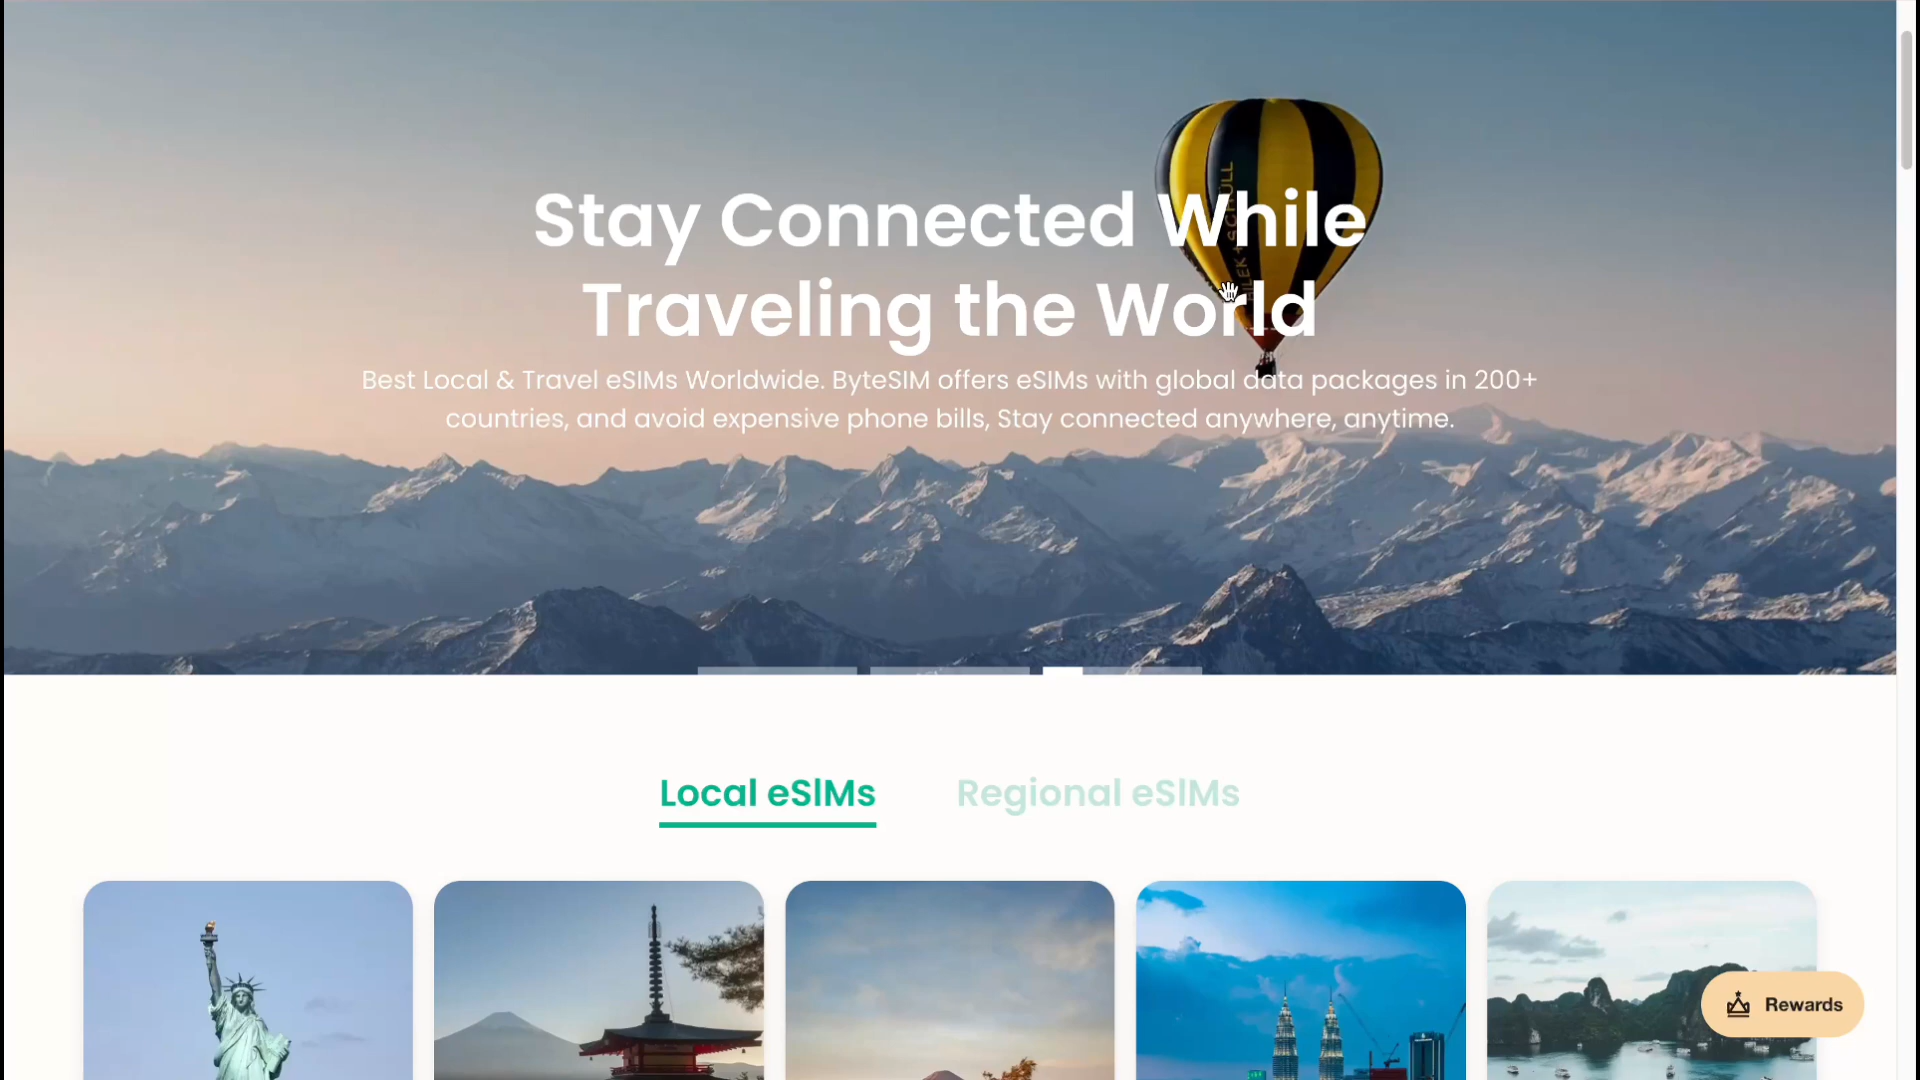 Stay Connected While
Traveling the World
Best Local & Travel eSIMs Worldwide. ByteSIM offers eSIMs with global data packages in 200+
countries, and avoid expensive phone bills, Stay connected anywhere, anytime.
Local eSIMs
Regional eSIMs
Rewards